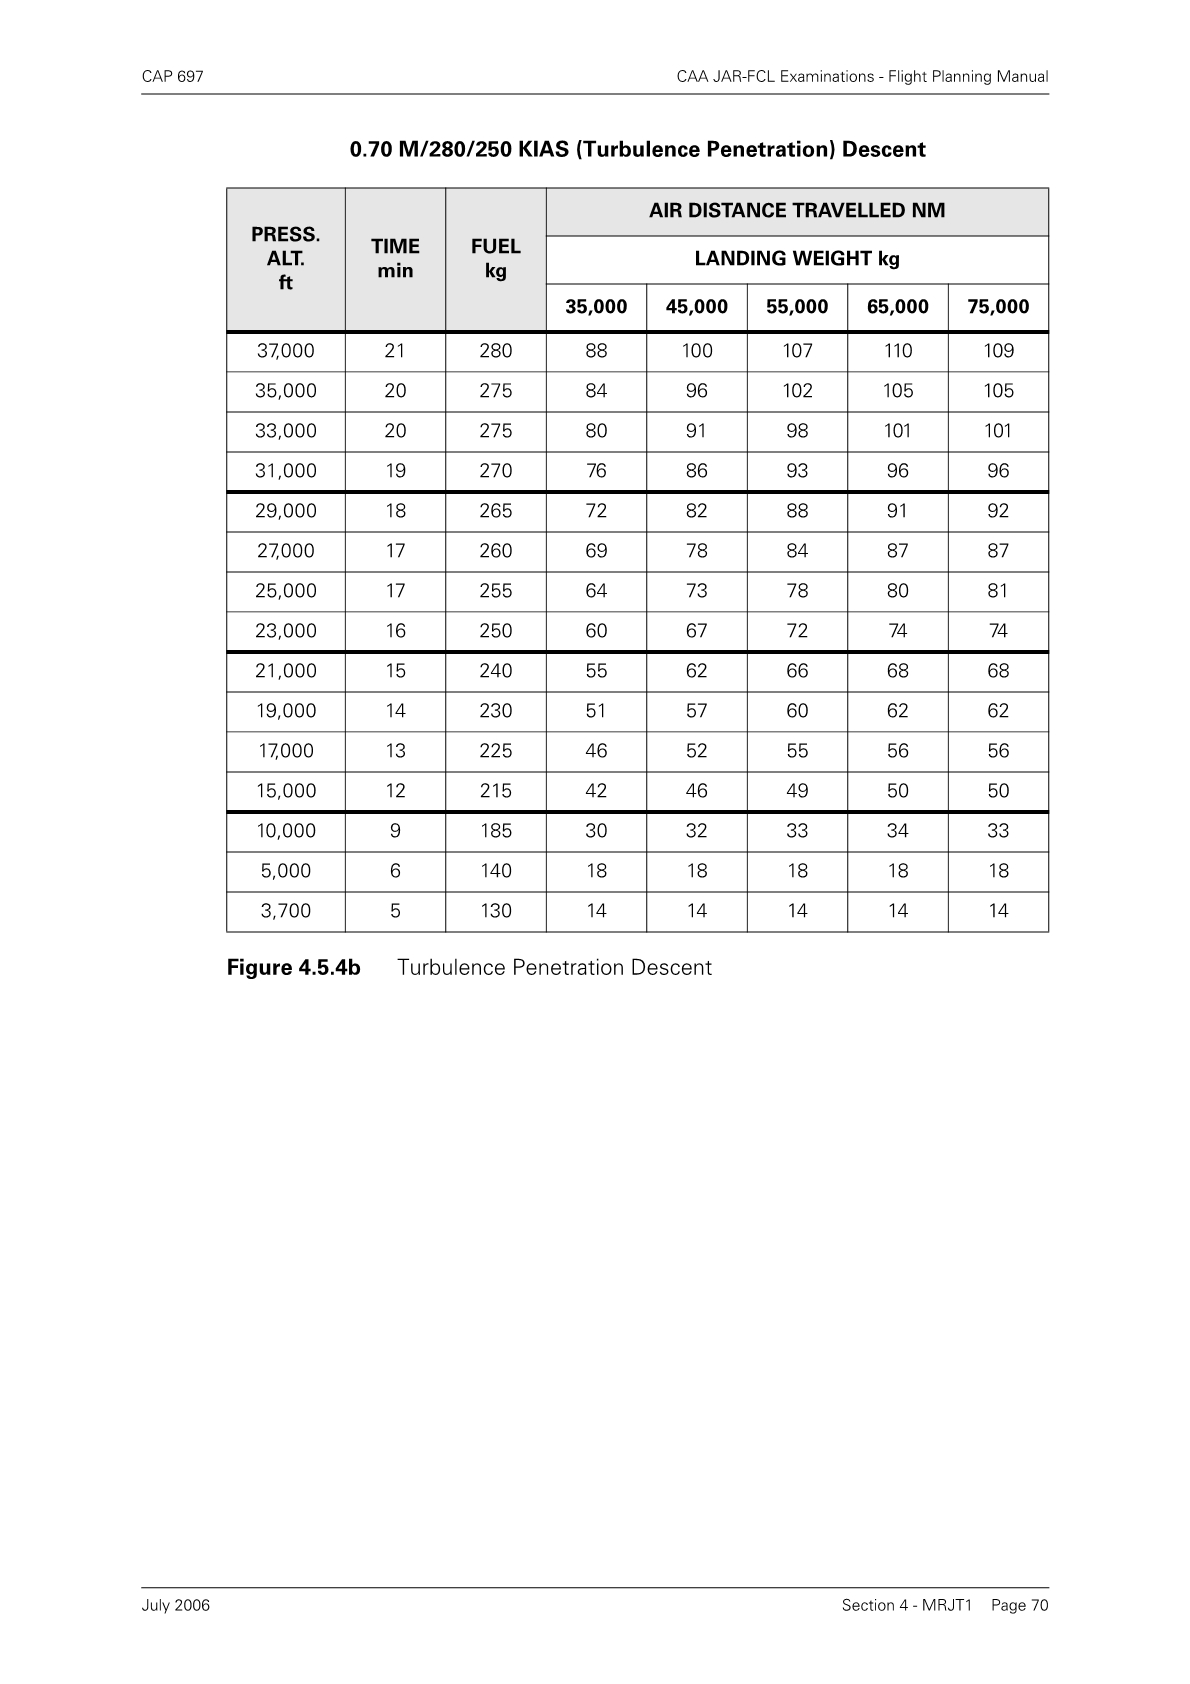 CAP 697 CAA JAR-FCL Examinations - Flight Planning Manual
0.70 M/280/250 KIAS (Turbulence Penetration) Descent
PRESS. ALT. ft TIME min FUEL kg AIR DISTANCE TRAVELLED NM
LANDING WEIGHT kg
35,000 45,000 55,000 65,000 75,000
37,000 21 280 88 100 107 110 109
35,000 20 275 84 96 102 105 105
33,000 20 275 80 91 98 101 101
31,000 19 270 76 86 93 96 96
29,000 18 265 72 82 88 91 92
27,000 17 260 69 78 84 87 87
25,000 17 255 64 73 78 80 81
23,000 16 250 60 67 72 74 74
21,000 15 240 55 62 66 68 68
19,000 14 230 51 57 60 62 62
17,000 13 225 46 52 55 56 56
15,000 12 215 42 46 49 50 50
10,000 9 185 30 32 33 34 33
5,000 6 140 18 18 18 18 18
3,700 5 130 14 14 14 14 14
Figure 4.5.4b Turbulence Penetration Descent
July 2006 Section 4 - MRJT1 Page 70